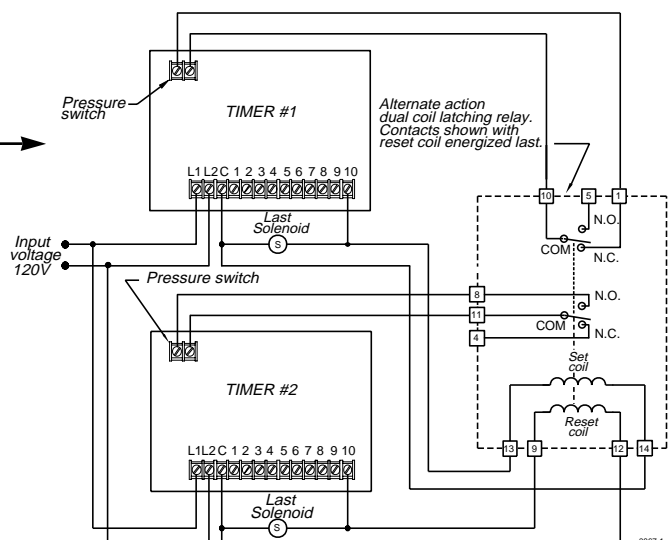 Pressure
switch
TIMER #1
Alternate action
dual coil latching relay.
Contacts shown with
reset coil energized last.
L1 L2 C 1 2 3 4 5 6 7 8 9 10
10 5 1
N.O.
COM
N.C.
Last
Solenoid
S
Input
voltage
120V
Pressure switch
8
11
4
N.O.
COM
N.C.
TIMER #2
Set
coil
Reset
coil
L1 L2 C 1 2 3 4 5 6 7 8 9 10
13 9 12 14
Last
Solenoid
S